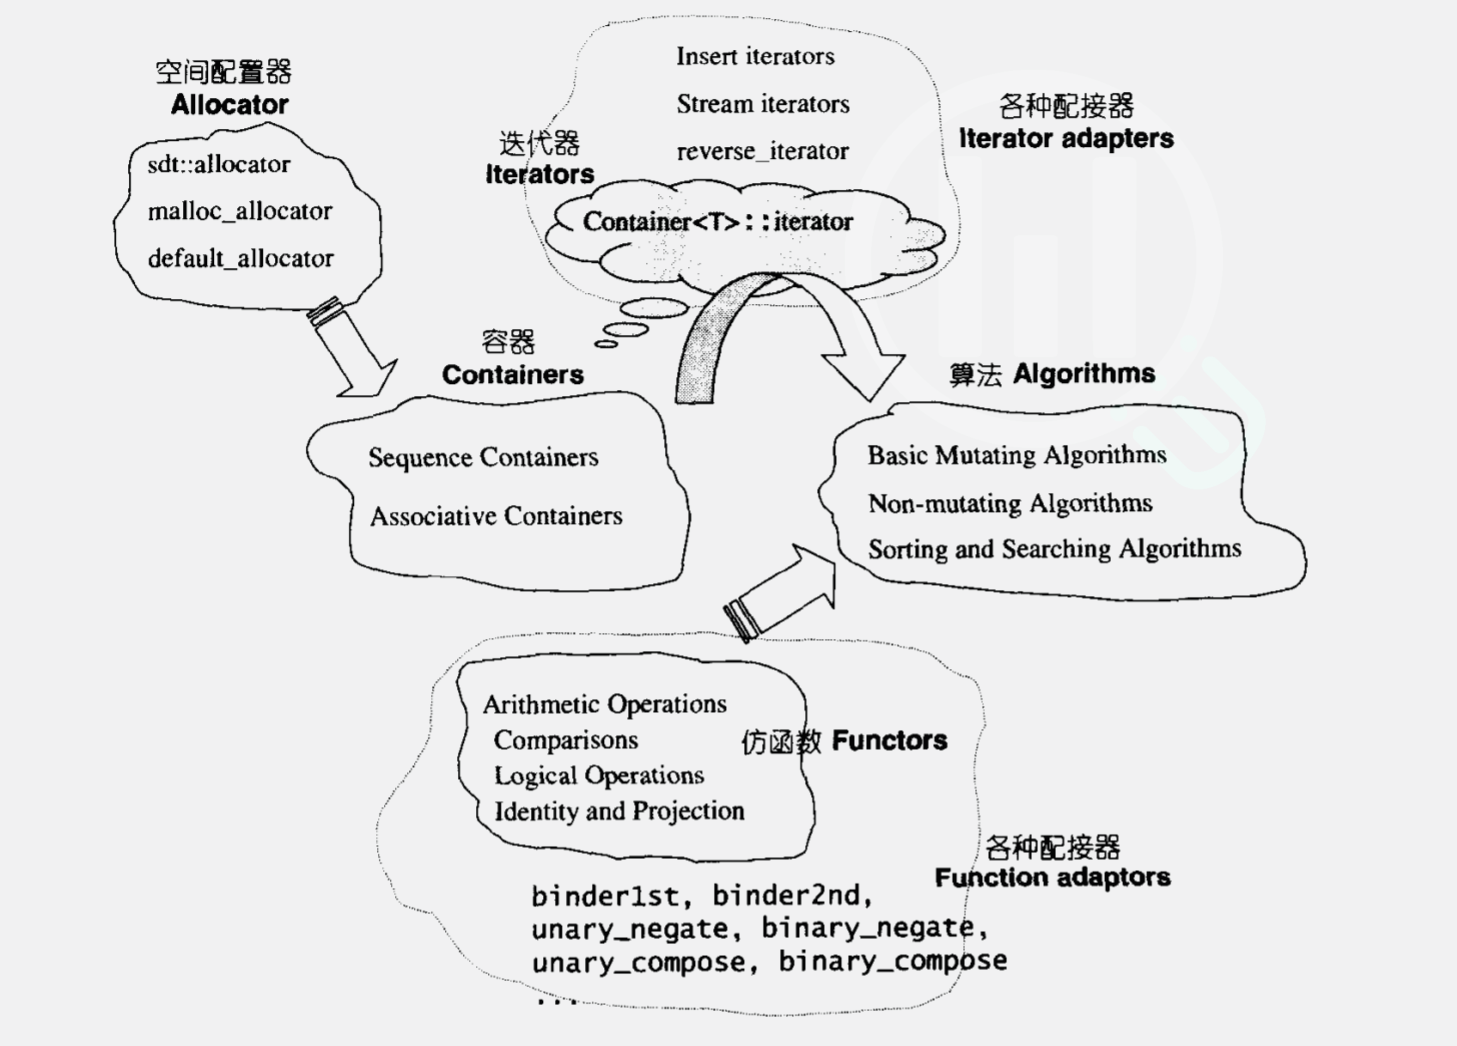 空间配置器
Allocator
sdt::allocator
malloc_allocator
default_allocator
迭代器
Iterators
Insert iterators
Stream iterators
reverse_iterator
Container<T>::iterator
各种配接器
Iterator adapters
容器
Containers
Sequence Containers
Associative Containers
算法 Algorithms
Basic Mutating Algorithms
Non-mutating Algorithms
Sorting and Searching Algorithms
Arithmetic Operations
Comparisons
Logical Operations
Identity and Projection
仿函数 Functors
各种配接器
Function adaptors
binder1st, binder2nd,
unary_negate, binary_negate,
unary_compose, binary_compose
...